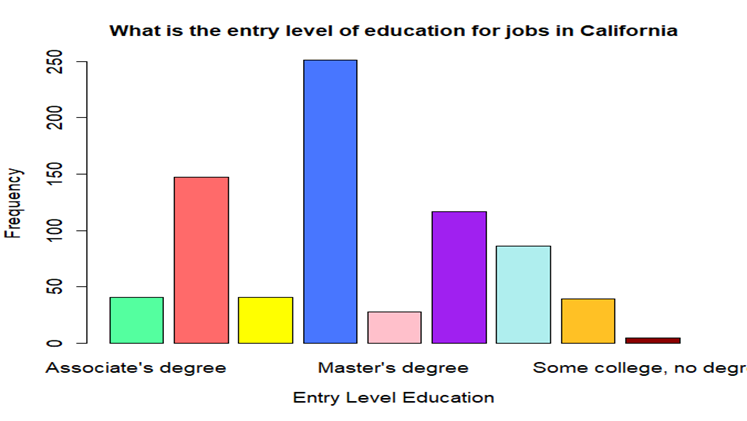 What is the entry level of education for jobs in California
250
200
150
100
50
0
Frequency
Associate's degree Master's degree Some college, no degr
Entry Level Education